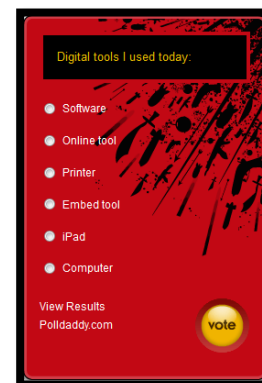 Digital tools I used today:
Software
Online tool
Printer
Embed tool
iPad
Computer
View Results
Polldaddy.com
vote